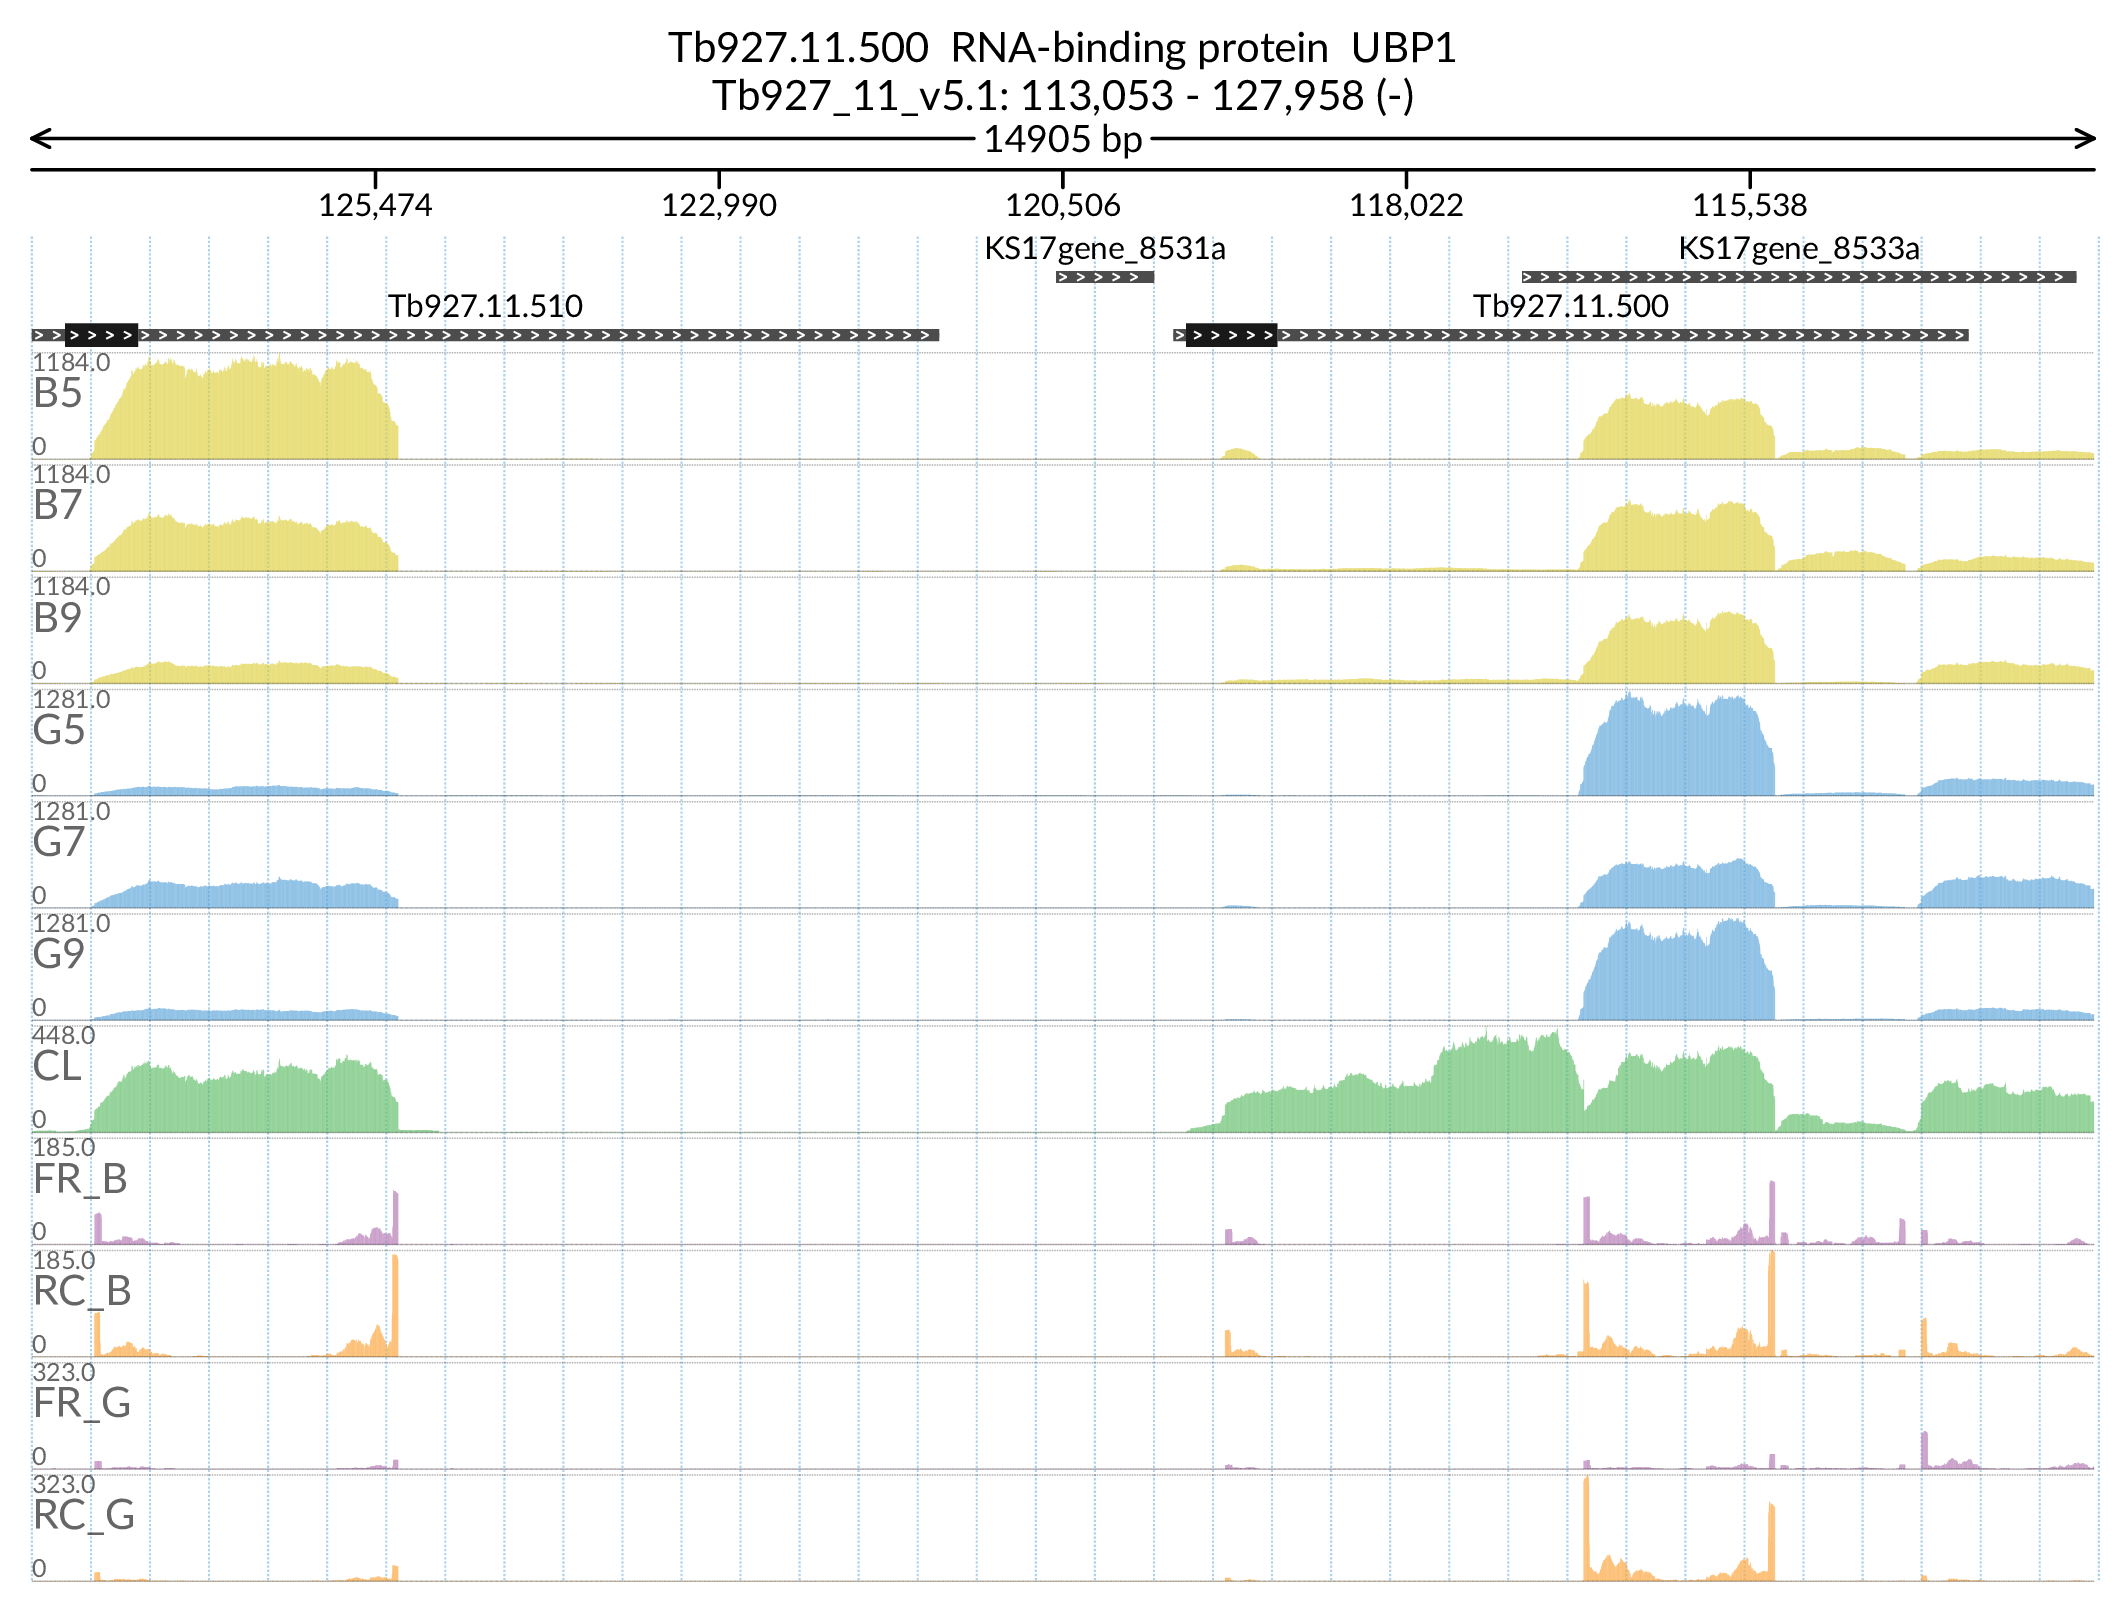 Tb927.11.500  RNA-binding protein  UBP1
Tb927_11_v5.1: 113,053 - 127,958 (-)
14905 bp
125,474 122,990 120,506 118,022 115,538
KS17gene_8531a KS17gene_8533a
Tb927.11.510 Tb927.11.500
1184.0
B5
0
1184.0
B7
0
1184.0
B9
0
1281.0
G5
0
1281.0
G7
0
1281.0
G9
0
448.0
CL
0
185.0
FR_B
0
185.0
RC_B
0
323.0
FR_G
0
323.0
RC_G
0